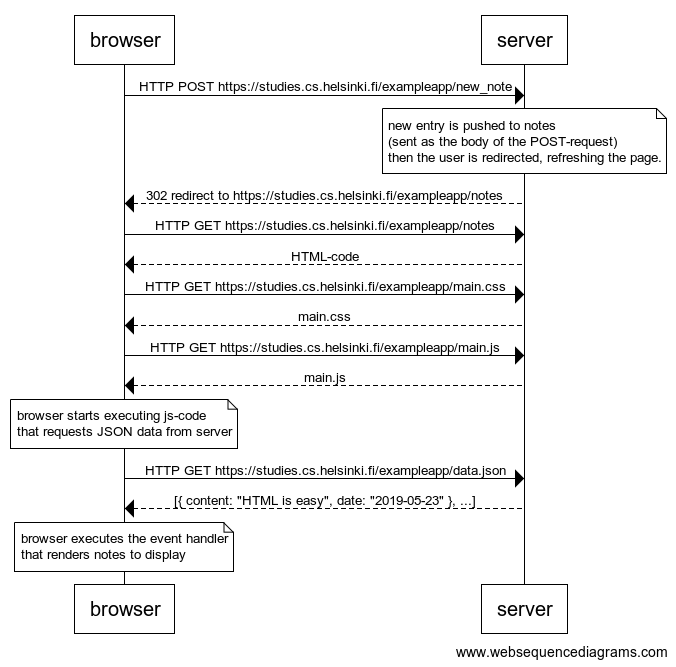 browser
server
HTTP POST https://studies.cs.helsinki.fi/exampleapp/new_note
new entry is pushed to notes
(sent as the body of the POST-request)
then the user is redirected, refreshing the page.
302 redirect to https://studies.cs.helsinki.fi/exampleapp/notes
HTTP GET https://studies.cs.helsinki.fi/exampleapp/notes
HTML-code
HTTP GET https://studies.cs.helsinki.fi/exampleapp/main.css
main.css
HTTP GET https://studies.cs.helsinki.fi/exampleapp/main.js
main.js
browser starts executing js-code
that requests JSON data from server
HTTP GET https://studies.cs.helsinki.fi/exampleapp/data.json
[{ content: "HTML is easy", date: "2019-05-23" }, ...]
browser executes the event handler
that renders notes to display
browser
server
www.websequencediagrams.com